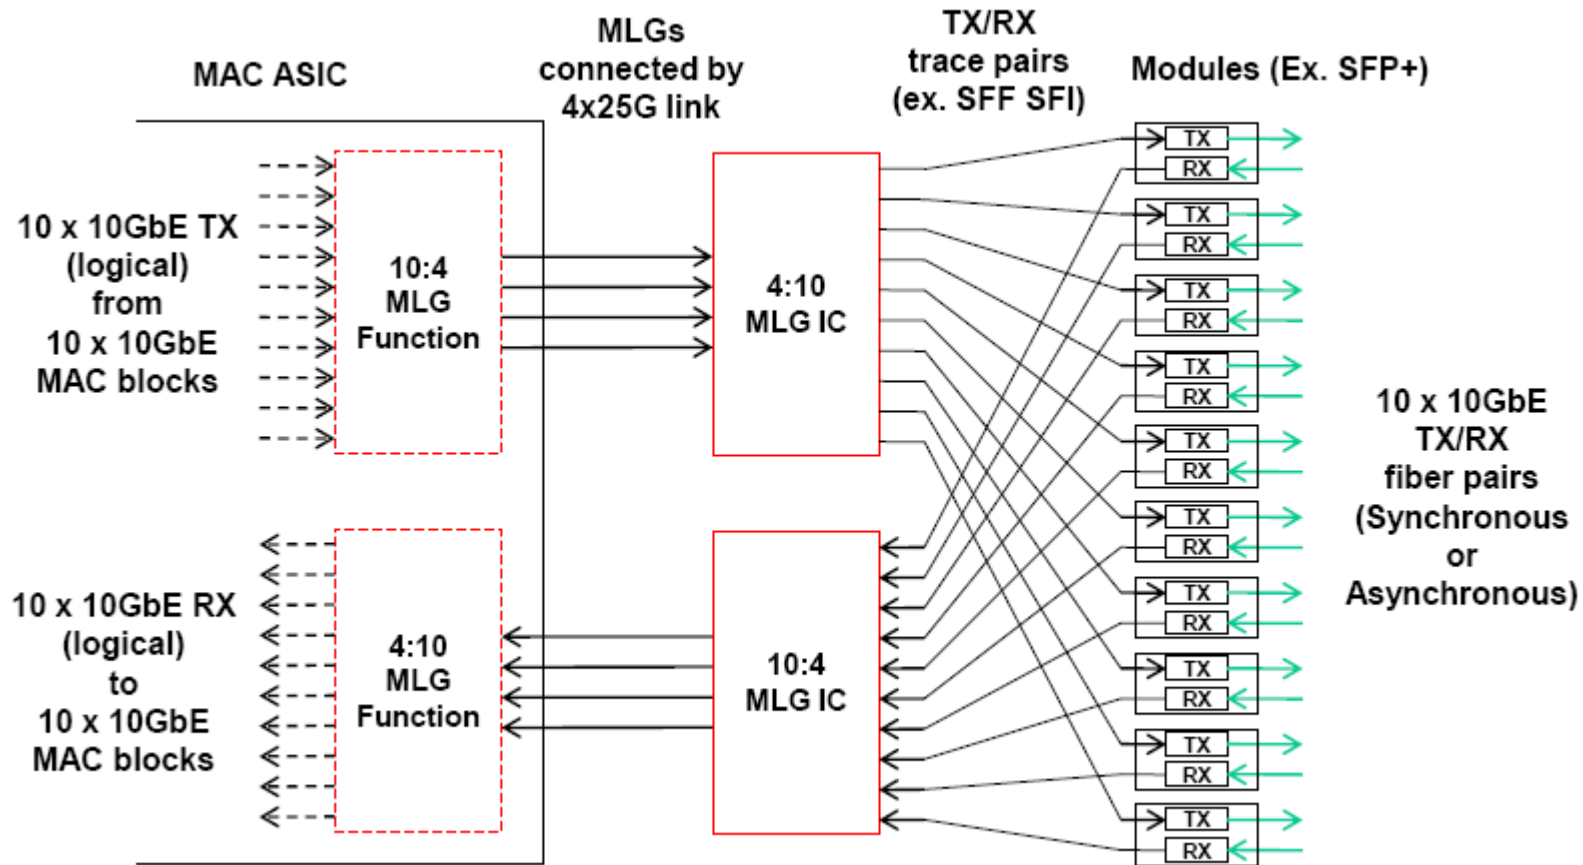 MAC ASIC
MLGs
connected by
4x25G link
TX/RX
trace pairs
(ex. SFF SFI)
Modules (Ex. SFP+)
10 x 10GbE TX
(logical)
from
10 x 10GbE
MAC blocks
10:4
MLG
Function
4:10
MLG IC
10 x 10GbE RX
(logical)
to
10 x 10GbE
MAC blocks
4:10
MLG
Function
10:4
MLG IC
TX
RX
TX
RX
TX
RX
TX
RX
TX
RX
TX
RX
TX
RX
TX
RX
TX
RX
TX
RX
10 x 10GbE
TX/RX
fiber pairs
(Synchronous
or
Asynchronous)